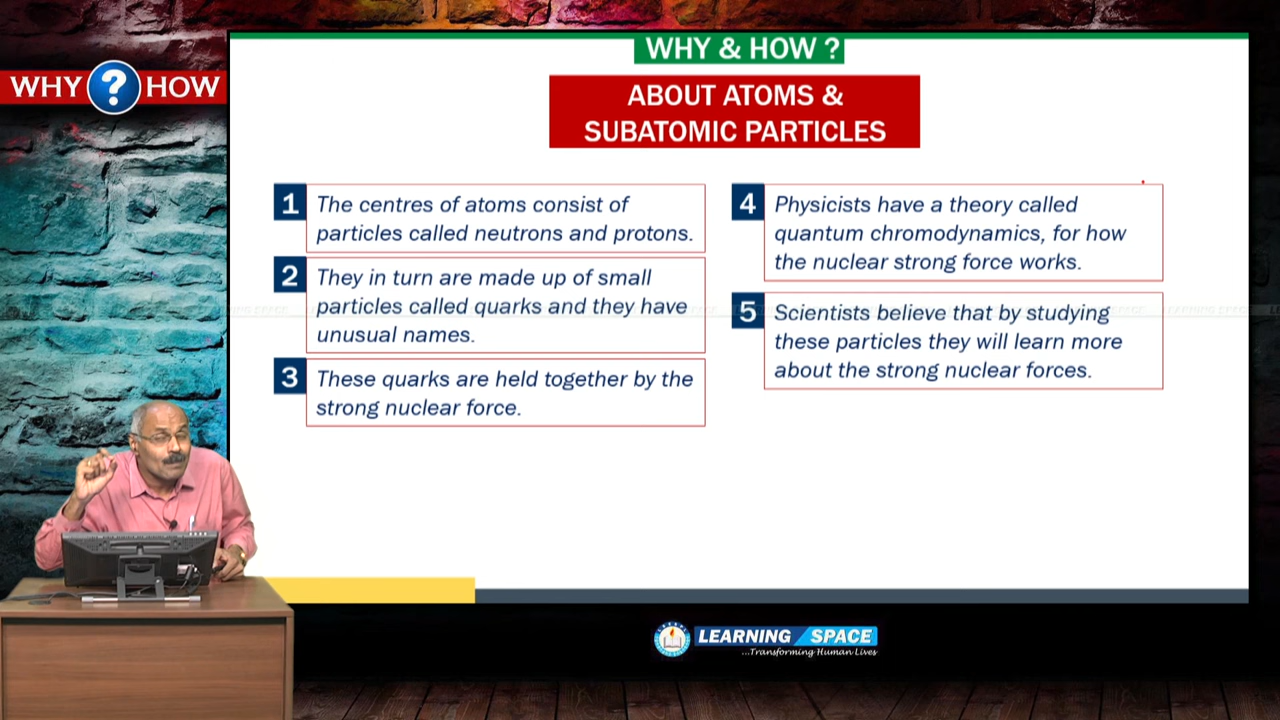 WHY & HOW ?
WHY ? HOW
ABOUT ATOMS &
SUBATOMIC PARTICLES
1
The centres of atoms consist of
particles called neutrons and protons.
2
They in turn are made up of small
particles called quarks and they have
unusual names.
3
These quarks are held together by the
strong nuclear force.
4
Physicists have a theory called
quantum chromodynamics, for how
the nuclear strong force works.
5
Scientists believe that by studying
these particles they will learn more
about the strong nuclear forces.
LEARNING SPACE
...Transforming Human Lives